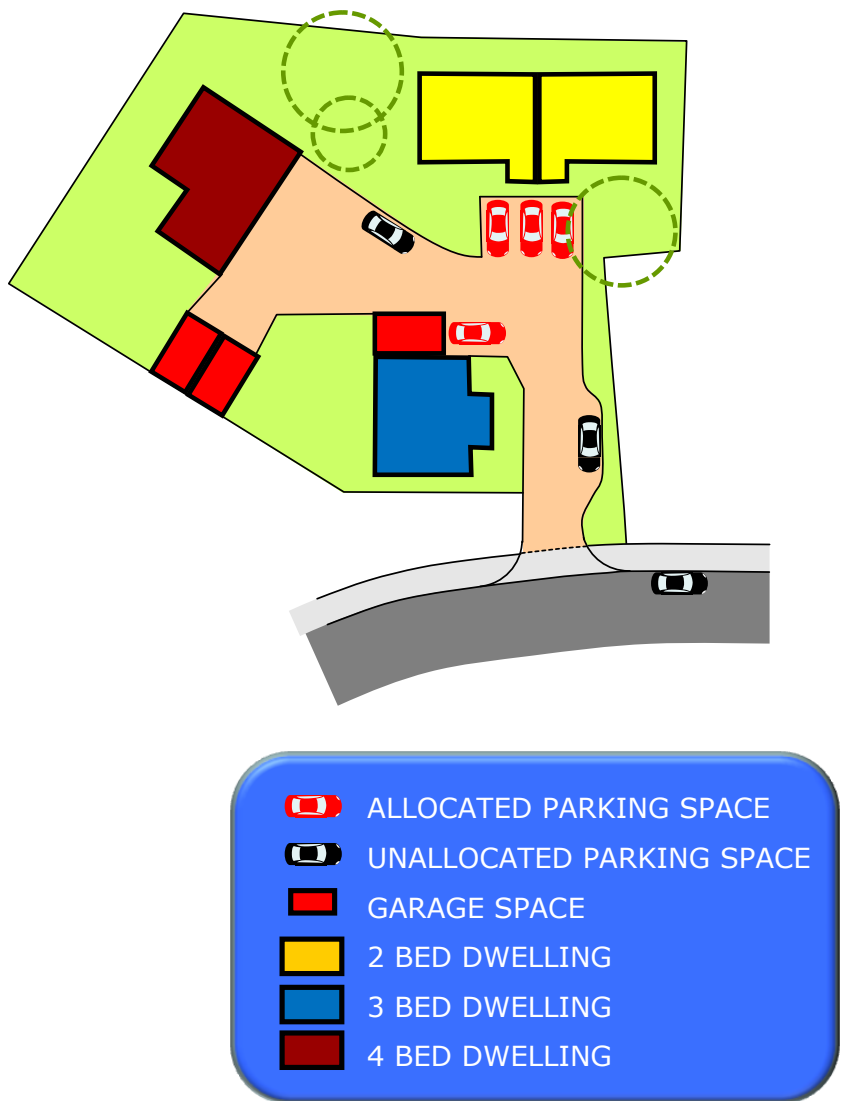 ALLOCATED PARKING SPACE
UNALLOCATED PARKING SPACE
GARAGE SPACE
2 BED DWELLING
3 BED DWELLING
4 BED DWELLING